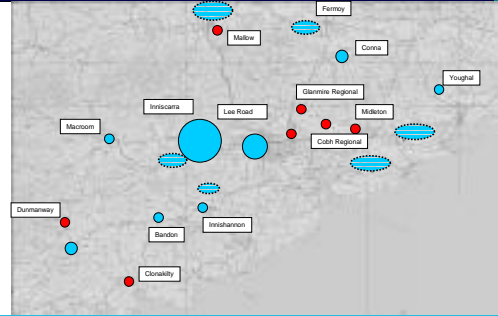 Fermoy
Mallow
Conna
Youghal
Glanmire Regional
Inniscarra
Lee Road
Midleton
Macroom
Cobh Regional
Dunmanway
Innishannon
Bandon
Clonakilty